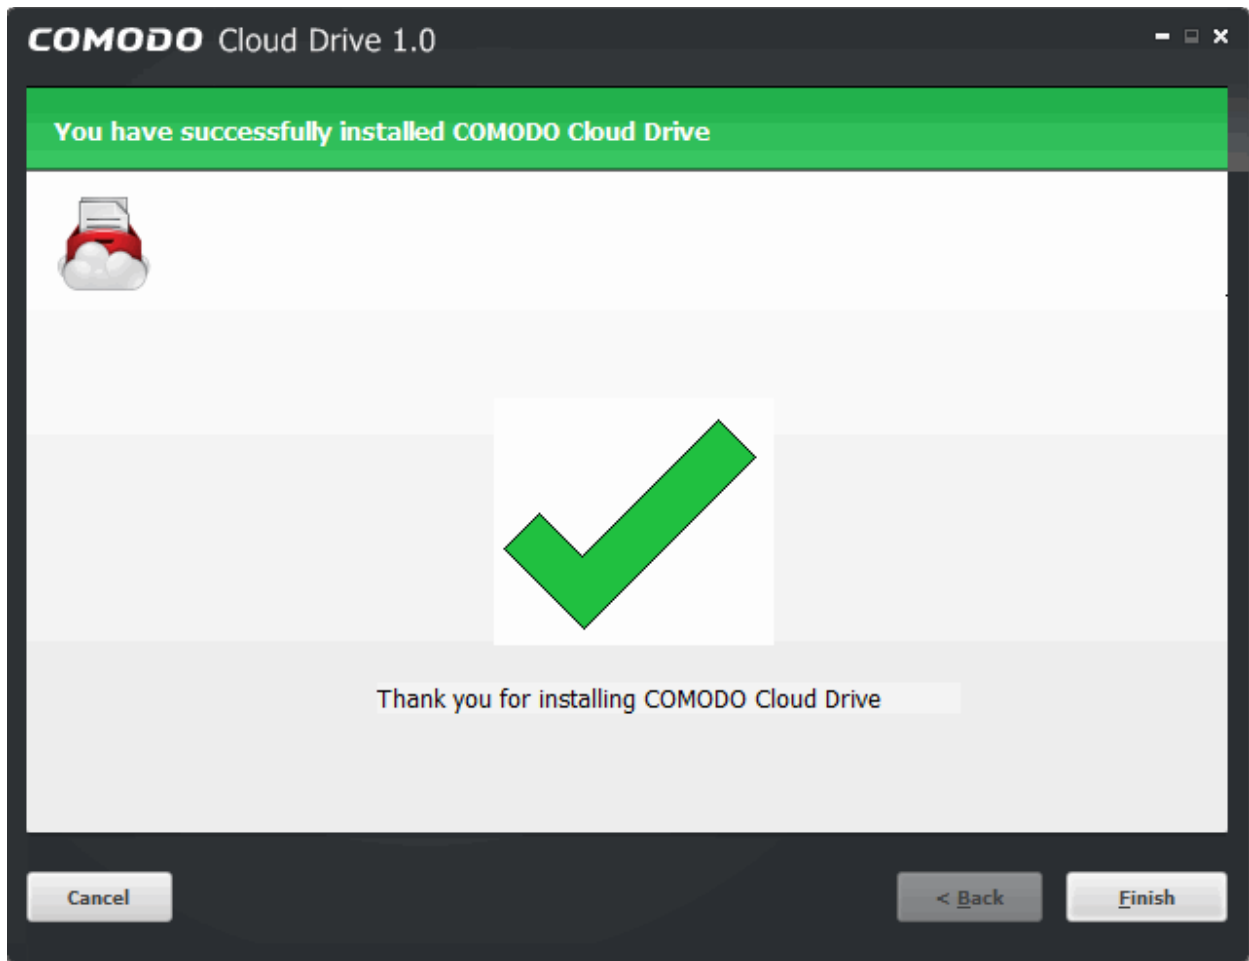 COMODO Cloud Drive 1.0
You have successfully installed COMODO Cloud Drive
Thank you for installing COMODO Cloud Drive
Cancel
< Back
Finish